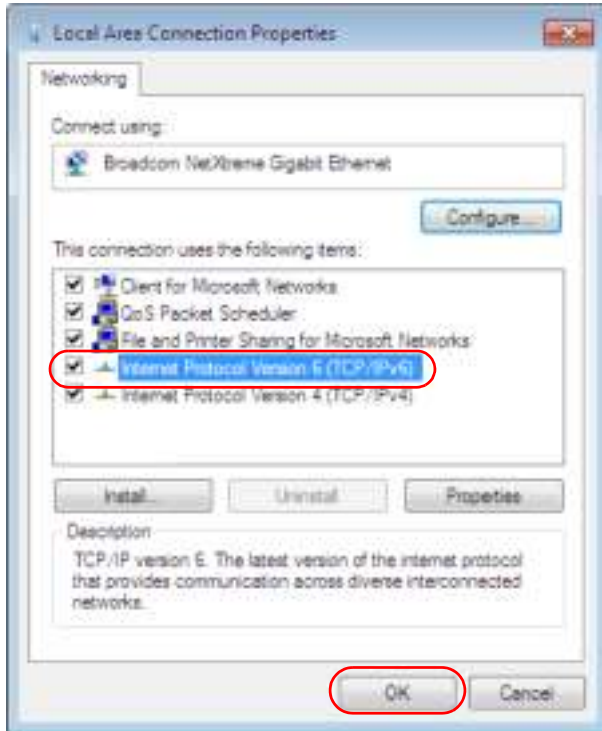 Local Area Connection Properties
Networking
Connect using:
Broadcom NetXtreme Gigabit Ethernet
Configure...
This connection uses the following items:
Client for Microsoft Networks
QoS Packet Scheduler
File and Printer Sharing for Microsoft Networks
Internet Protocol Version 6 (TCP/IPv6)
Internet Protocol Version 4 (TCP/IPv4)
Install...
Uninstall
Properties
Description
TCP/IP version 6. The latest version of the internet protocol
that provides communication across diverse interconnected
networks.
OK
Cancel